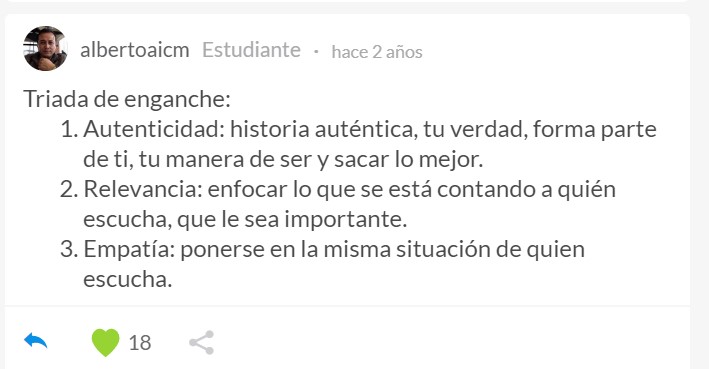 albertoaicm Estudiante · hace 2 años
Triada de enganche:
1. Autenticidad: historia auténtica, tu verdad, forma parte
de ti, tu manera de ser y sacar lo mejor.
2. Relevancia: enfocar lo que se está contando a quién
escucha, que le sea importante.
3. Empatía: ponerse en la misma situación de quien
escucha.
18